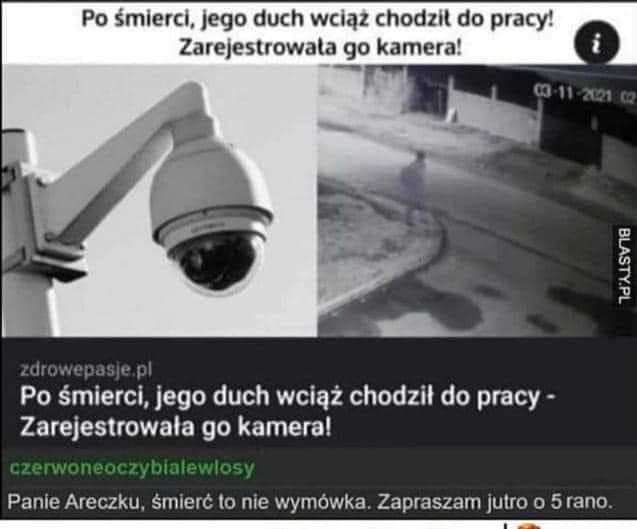 Po śmierci, jego duch wciąż chodził do pracy!
Zarejestrowała go kamera!
i
03-11-2021 02
BLASTY.PL
zdrowepasje.pl
Po śmierci, jego duch wciąż chodził do pracy -
Zarejestrowała go kamera!
czerwoneoczybialewlosy
Panie Areczku, śmierć to nie wymówka. Zapraszam jutro o 5 rano.